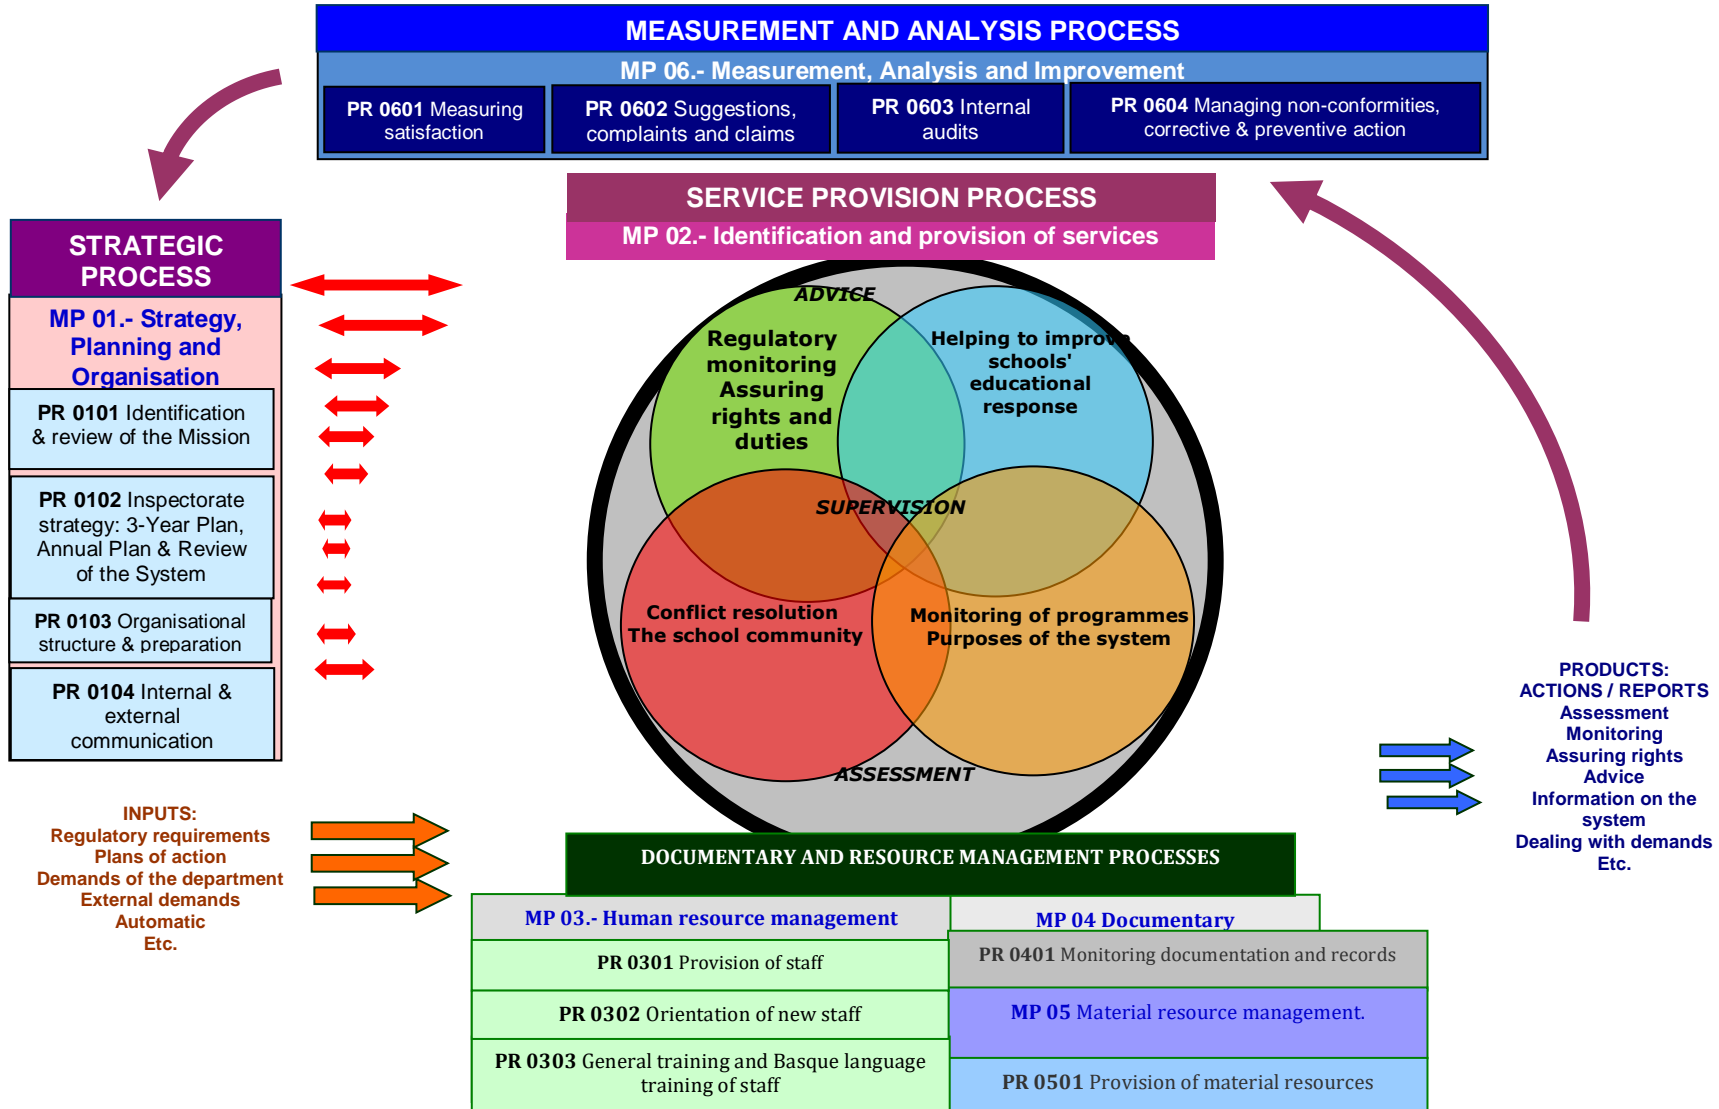 MEASUREMENT AND ANALYSIS PROCESS
MP 06.- Measurement, Analysis and Improvement
PR 0601 Measuring
satisfaction
PR 0602 Suggestions,
complaints and claims
PR 0603 Internal
audits
PR 0604 Managing non-conformities,
corrective & preventive action
SERVICE PROVISION PROCESS
MP 02.- Identification and provision of services
STRATEGIC
PROCESS
MP 01.- Strategy,
Planning and
Organisation
PR 0101 Identification
& review of the Mission
PR 0102 Inspectorate
strategy: 3-Year Plan,
Annual Plan & Review
of the System
PR 0103 Organisational
structure & preparation
PR 0104 Internal &
external
communication
ADVICE
Regulatory
monitoring
Assuring
rights and
duties
Helping to improve
schools'
educational
response
SUPERVISION
Conflict resolution
The school community
Monitoring of programmes
Purposes of the system
ASSESSMENT
INPUTS:
Regulatory requirements
Plans of action
Demands of the department
External demands
Automatic
Etc.
PRODUCTS:
ACTIONS / REPORTS
Assessment
Monitoring
Assuring rights
Advice
Information on the
system
Dealing with demands
Etc.
DOCUMENTARY AND RESOURCE MANAGEMENT PROCESSES
MP 03.- Human resource management
PR 0301 Provision of staff
PR 0302 Orientation of new staff
PR 0303 General training and Basque language
training of staff
MP 04 Documentary
PR 0401 Monitoring documentation and records
MP 05 Material resource management.
PR 0501 Provision of material resources